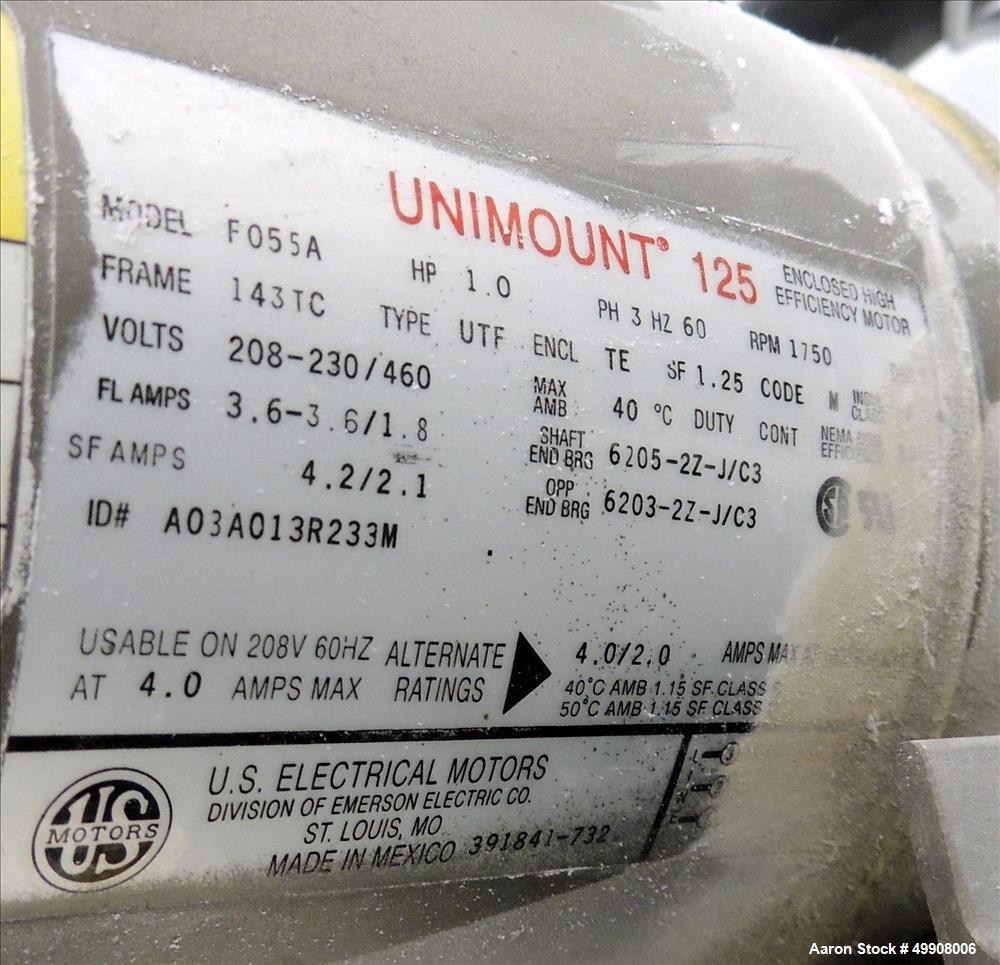 UNIMOUNT® 125 ENCLOSED HIGH EFFICIENCY MOTOR
MODEL F055A HP 1.0 PH 3 HZ 60 RPM 1750
FRAME 143TC TYPE UTF ENCL TE SF 1.25 CODE M
VOLTS 208-230/460 MAX AMB 40 °C DUTY CONT NEMA
FL AMPS 3.6-3.6/1.8 SHAFT END BRG 6205-2Z-J/C3
SF AMPS 4.2/2.1 OPP END BRG 6203-2Z-J/C3
ID# A03A013R233M
USABLE ON 208V 60HZ AT 4.0 AMPS MAX
ALTERNATE RATINGS 4.0/2.0 AMPS MAX
40°C AMB 1.15 SF CLASS
50°C AMB 1.15 SF CLASS
US MOTORS
U.S. ELECTRICAL MOTORS
DIVISION OF EMERSON ELECTRIC CO.
ST. LOUIS, MO
MADE IN MEXICO 391841-732
Aaron Stock # 49908006